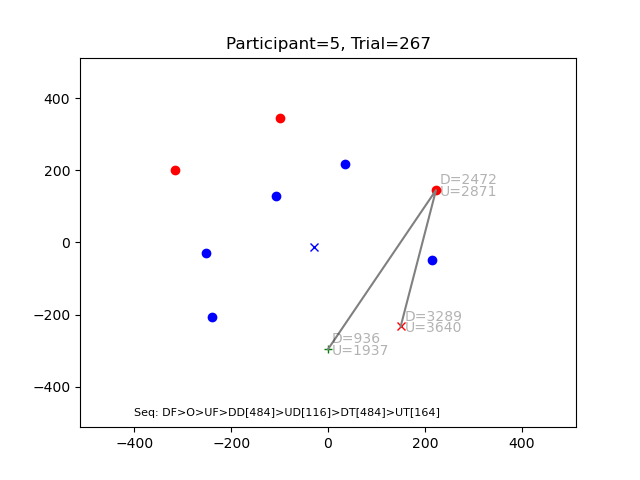 Participant=5, Trial=267
400
200
0
−200
−400
D=2472
U=2871
D=3289
U=3640
D=936
U=1937
Seq: DF>O>UF>DD[484]>UD[116]>DT[484]>UT[164]
−400 −200 0 200 400